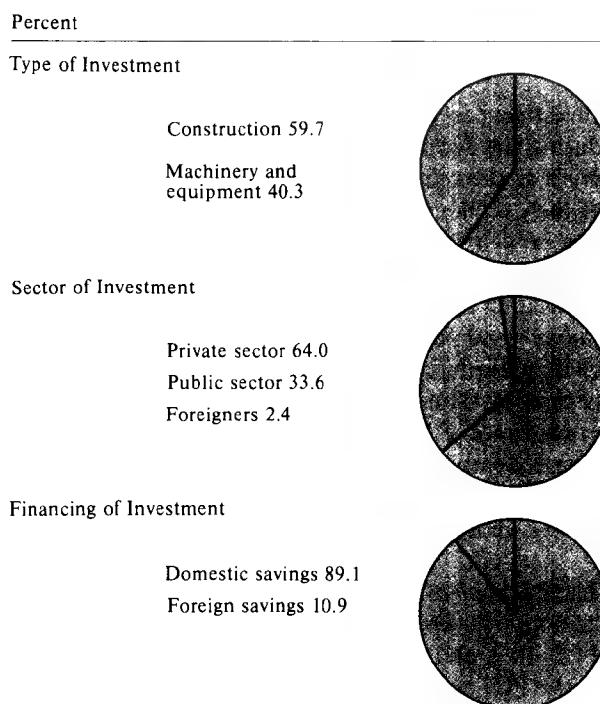 Percent
Type of Investment
Construction 59.7
Machinery and
equipment 40.3
Sector of Investment
Private sector 64.0
Public sector 33.6
Foreigners 2.4
Financing of Investment
Domestic savings 89.1
Foreign savings 10.9